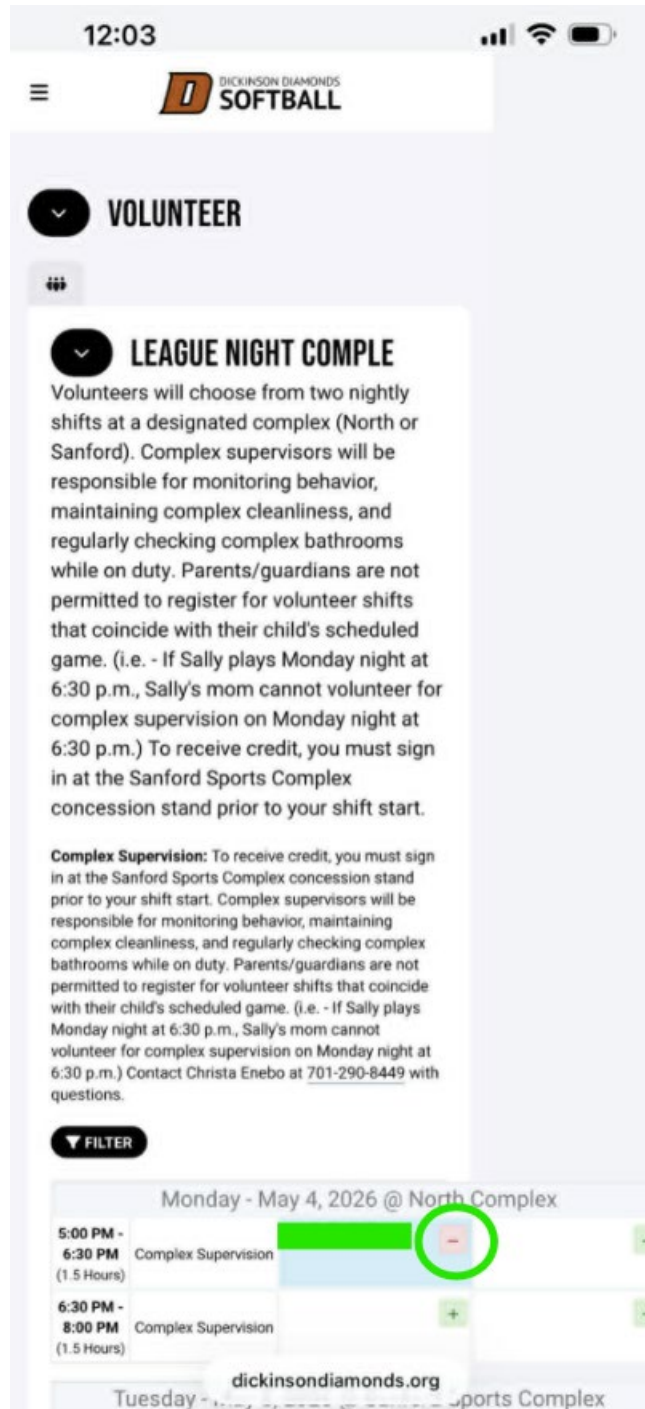 12:03
DICKINSON DIAMONDS
SOFTBALL
VOLUNTEER
LEAGUE NIGHT COMPLE
Volunteers will choose from two nightly
shifts at a designated complex (North or
Sanford). Complex supervisors will be
responsible for monitoring behavior,
maintaining complex cleanliness, and
regularly checking complex bathrooms
while on duty. Parents/guardians are not
permitted to register for volunteer shifts
that coincide with their child's scheduled
game. (i.e. - If Sally plays Monday night at
6:30 p.m., Sally's mom cannot volunteer for
complex supervision on Monday night at
6:30 p.m.) To receive credit, you must sign
in at the Sanford Sports Complex
concession stand prior to your shift start.
Complex Supervision: To receive credit, you must sign
in at the Sanford Sports Complex concession stand
prior to your shift start. Complex supervisors will be
responsible for monitoring behavior, maintaining
complex cleanliness, and regularly checking complex
bathrooms while on duty. Parents/guardians are not
permitted to register for volunteer shifts that coincide
with their child's scheduled game. (i.e. - If Sally plays
Monday night at 6:30 p.m., Sally's mom cannot
volunteer for complex supervision on Monday night at
6:30 p.m.) Contact Christa Enebo at 701-290-8449 with
questions.
FILTER
Monday - May 4, 2026 @ North Complex
5:00 PM -
6:30 PM Complex Supervision -
(1.5 Hours)
6:30 PM -
8:00 PM Complex Supervision +
(1.5 Hours)
dickinsondiamonds.org
Tuesday - Sports Complex